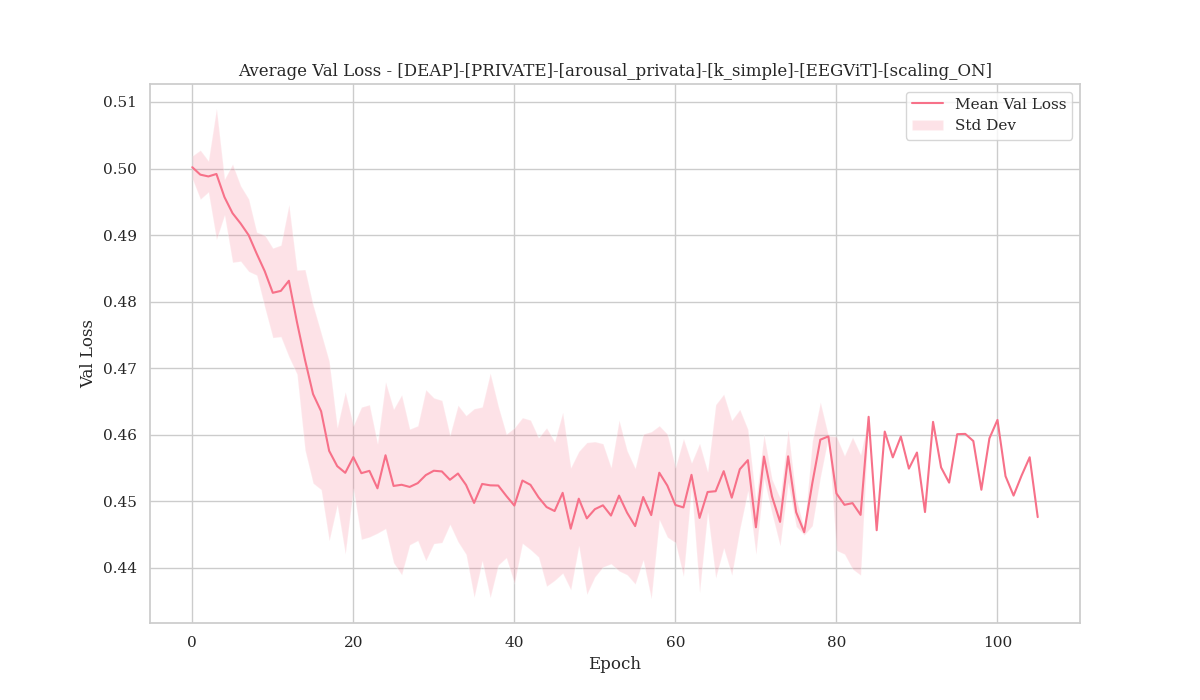 Average Val Loss - [DEAP]-[PRIVATE]-[arousal_privata]-[k_simple]-[EEGViT]-[scaling_ON]
Mean Val Loss
Std Dev
0.51
0.50
0.49
0.48
0.47
0.46
0.45
0.44
Val Loss
0 20 40 60 80 100
Epoch